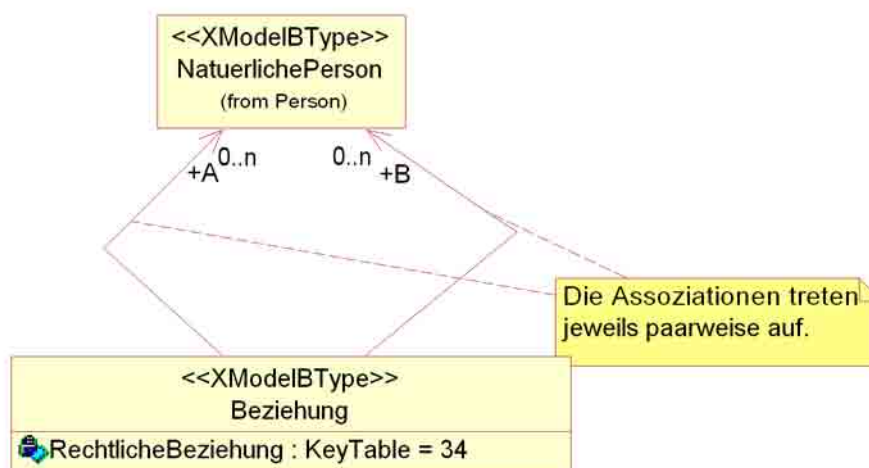 <<XModelBType>>
NatuerlichePerson
(from Person)
+A 0..n
0..n +B
Die Assoziationen treten
jeweils paarweise auf.
<<XModelBType>>
Beziehung
RechtlicheBeziehung : KeyTable = 34